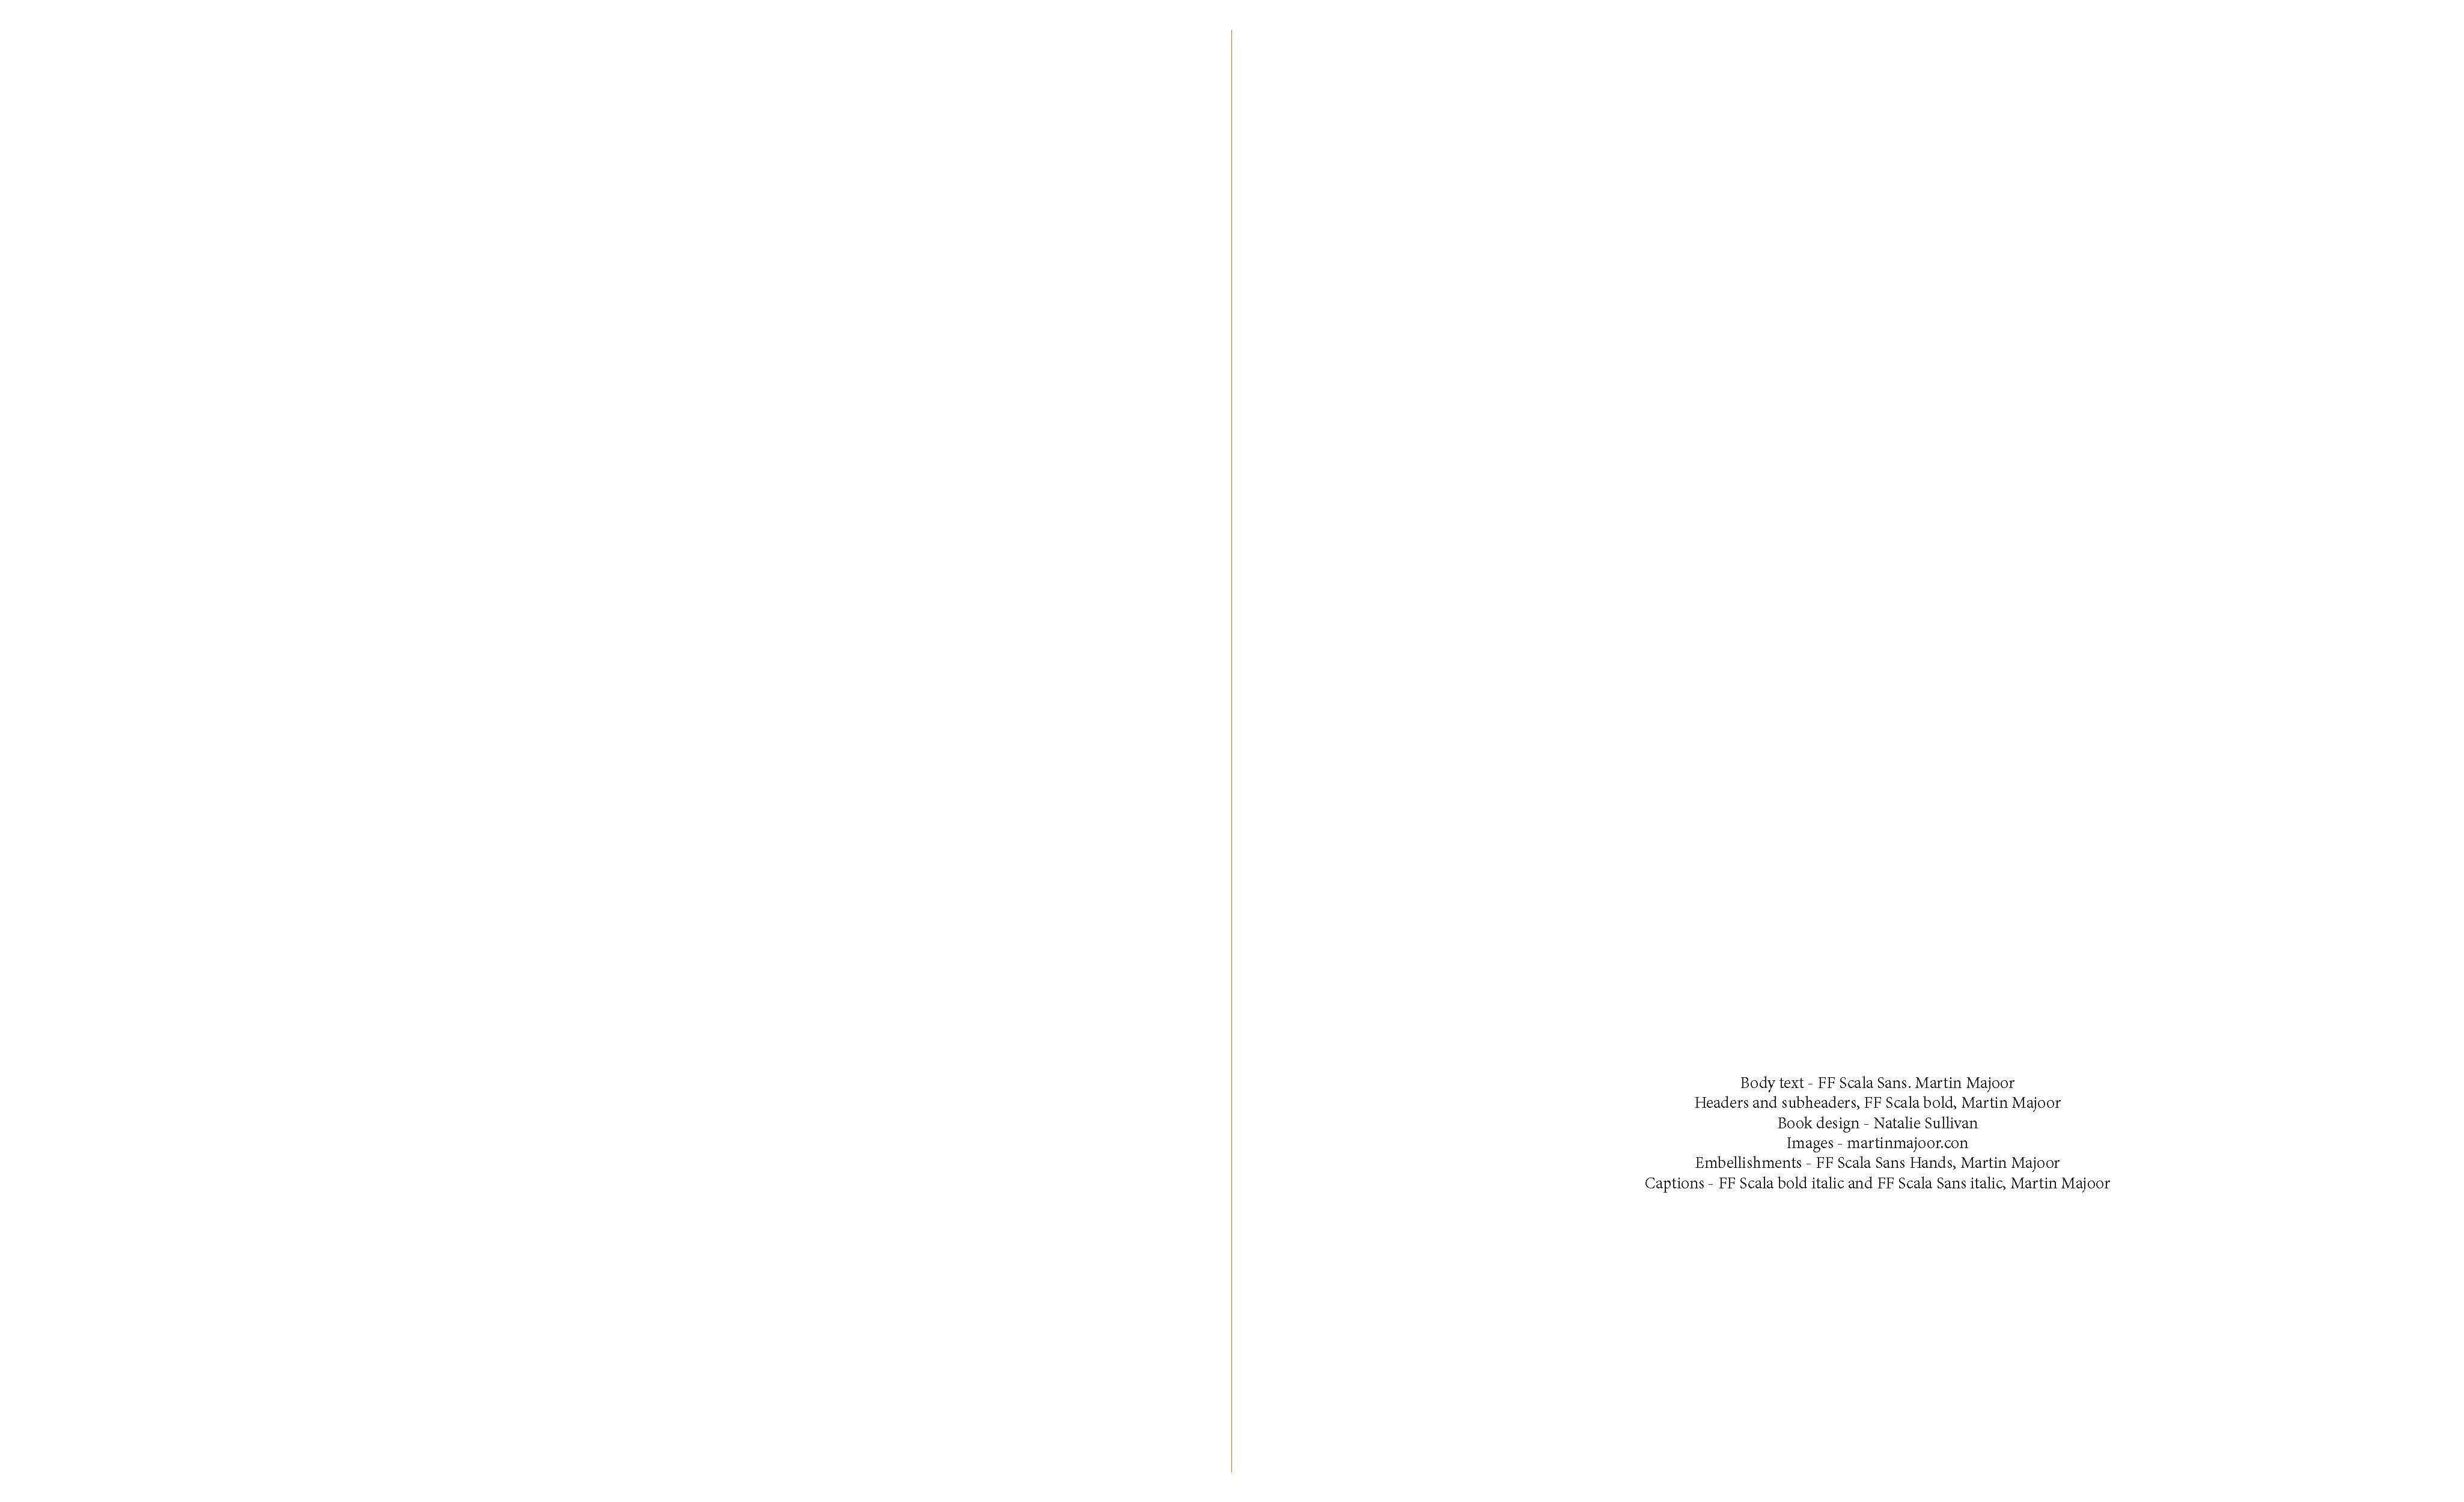 Body text - FF Scala Sans. Martin Majoor
Headers and subheaders, FF Scala bold, Martin Majoor
Book design - Natalie Sullivan
Images - martinmajoor.con
Embellishments - FF Scala Sans Hands, Martin Majoor
Captions - FF Scala bold italic and FF Scala Sans italic, Martin Majoor